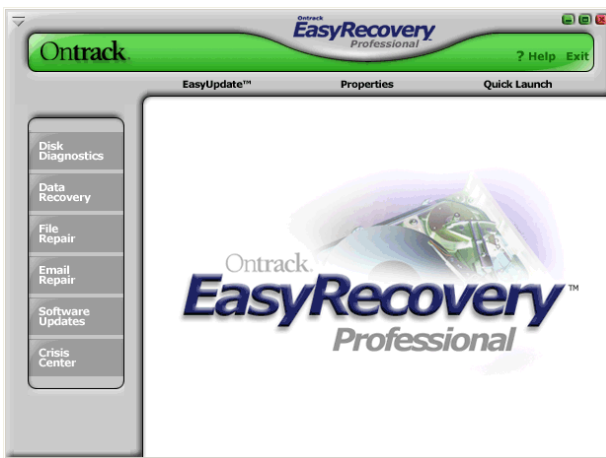 Ontrack
EasyRecovery
Professional
Ontrack.
? Help Exit
EasyUpdate™ Properties Quick Launch
Disk
Diagnostics
Data
Recovery
File
Repair
Email
Repair
Software
Updates
Crisis
Center
Ontrack.
EasyRecovery™
Professional